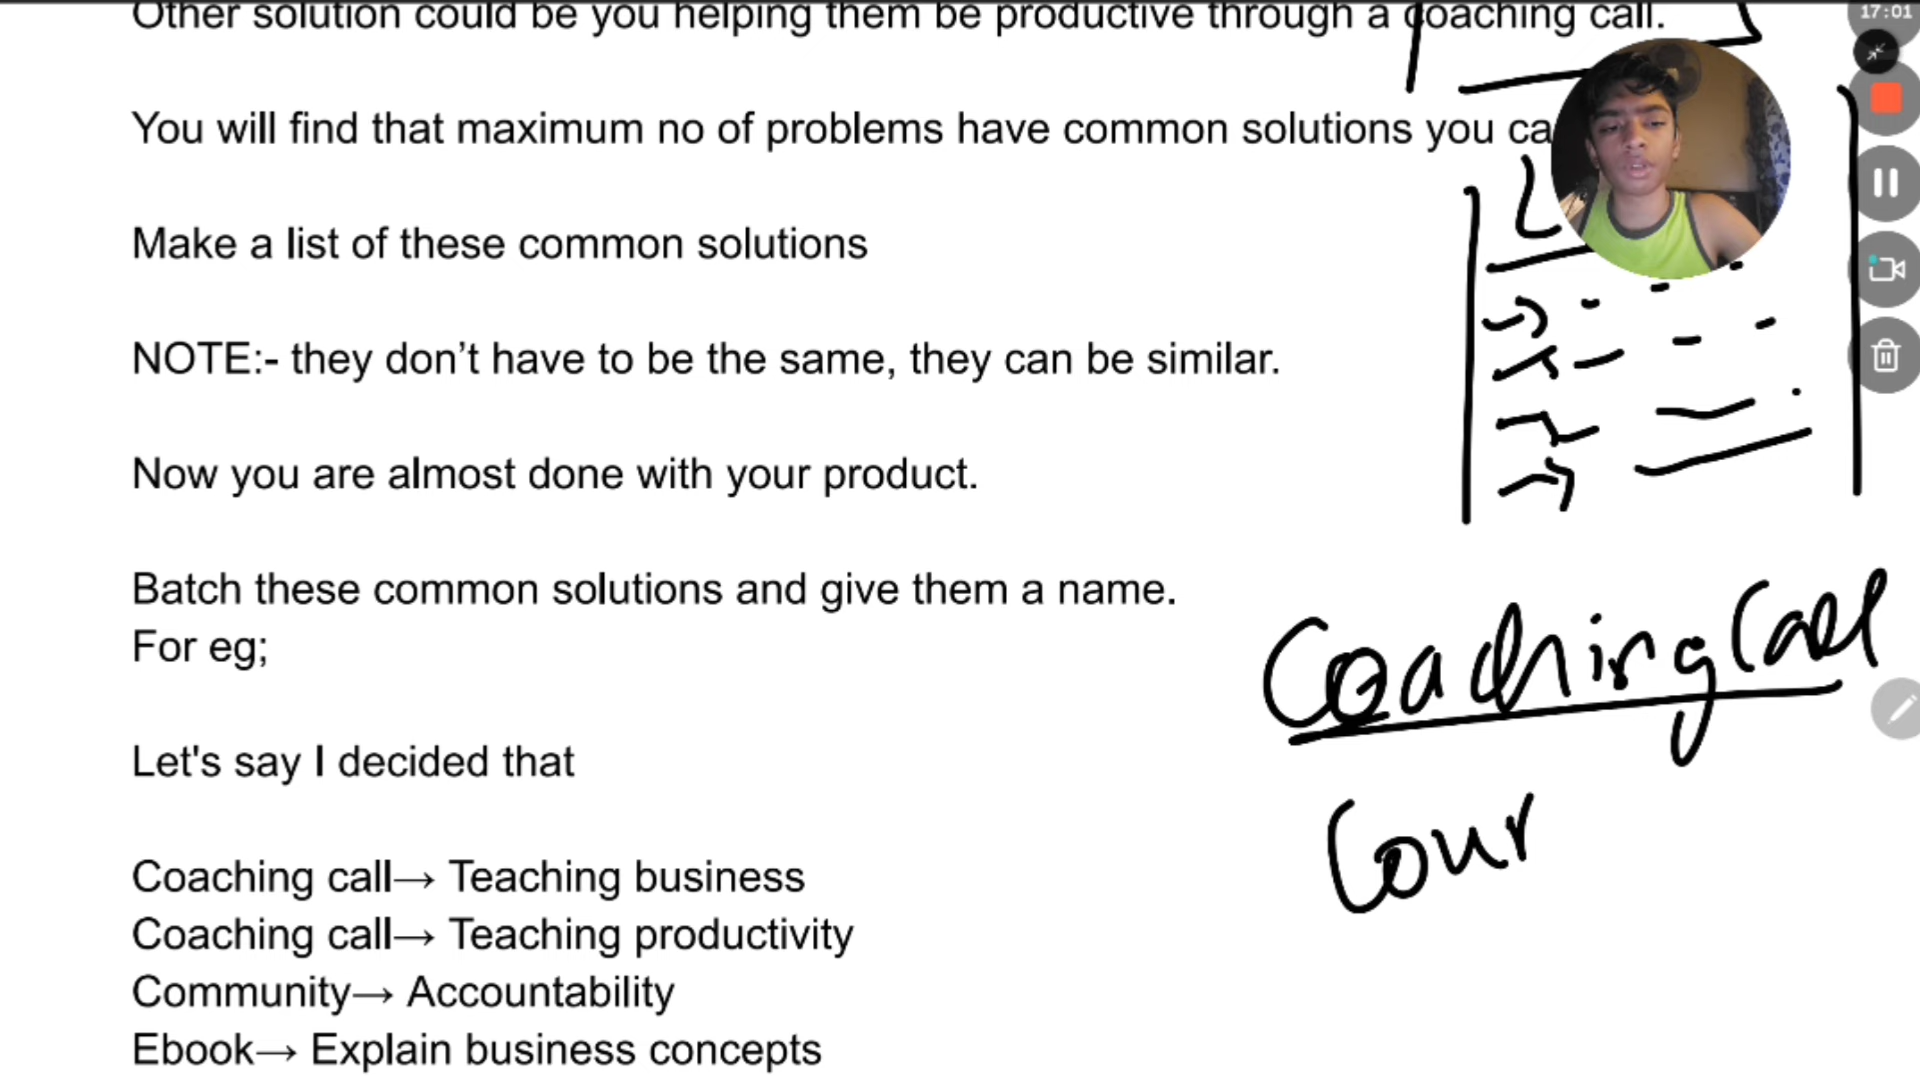 Other solution could be you helping them be productive through a coaching call.
17:01
You will find that maximum no of problems have common solutions you ca
Make a list of these common solutions
NOTE:- they don’t have to be the same, they can be similar.
Now you are almost done with your product.
Batch these common solutions and give them a name.
For eg;
Coaching Call
Let's say I decided that
Cour
Coaching call→ Teaching business
Coaching call→ Teaching productivity
Community→ Accountability
Ebook→ Explain business concepts